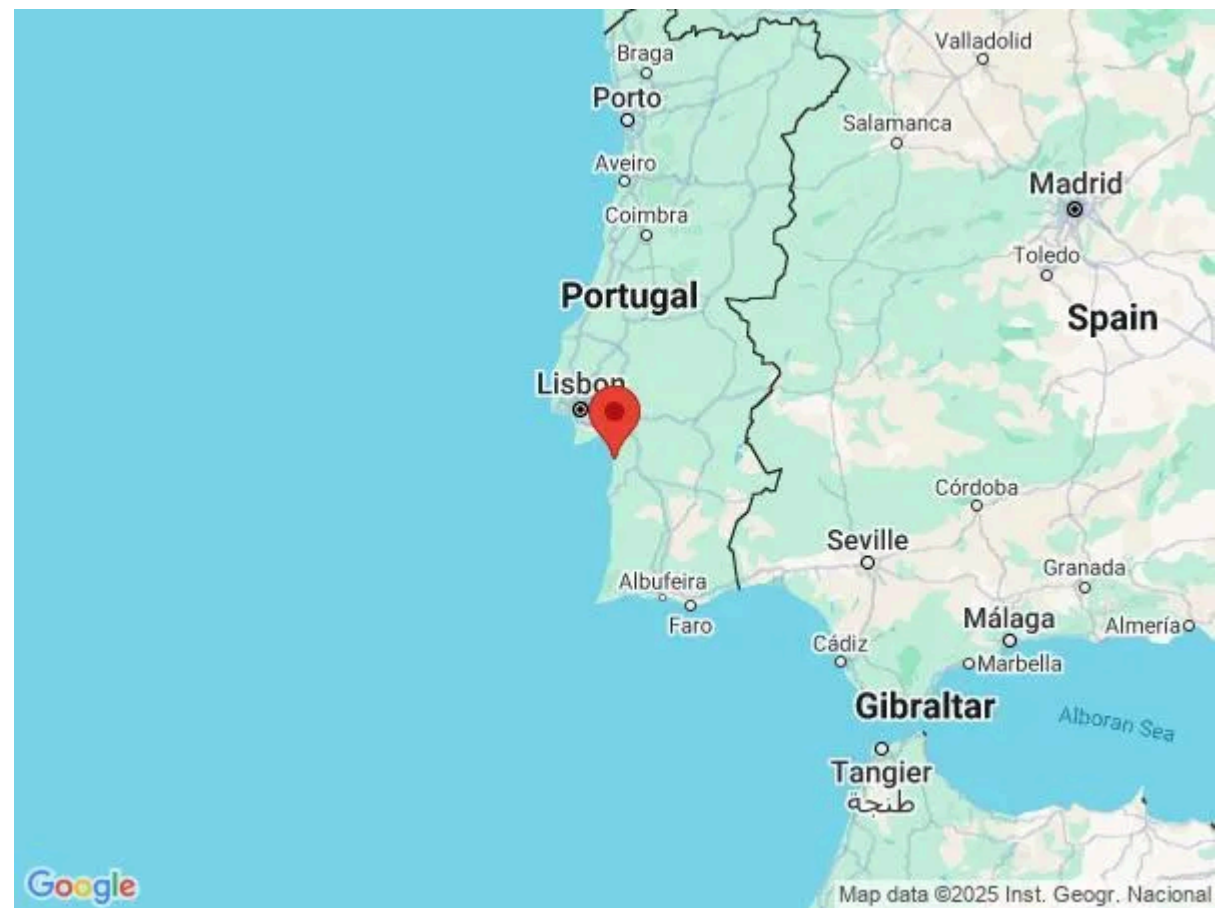 Braga
Valladolid
Porto
Salamanca
Aveiro
Madrid
Coimbra
Toledo
Portugal
Spain
Lisbon
Córdoba
Seville
Granada
Albufeira
Málaga
Almería
Faro
Cádiz
Marbella
Gibraltar
Alboran Sea
Tangier
طنجة
Google
Map data ©2025 Inst. Geogr. Nacional